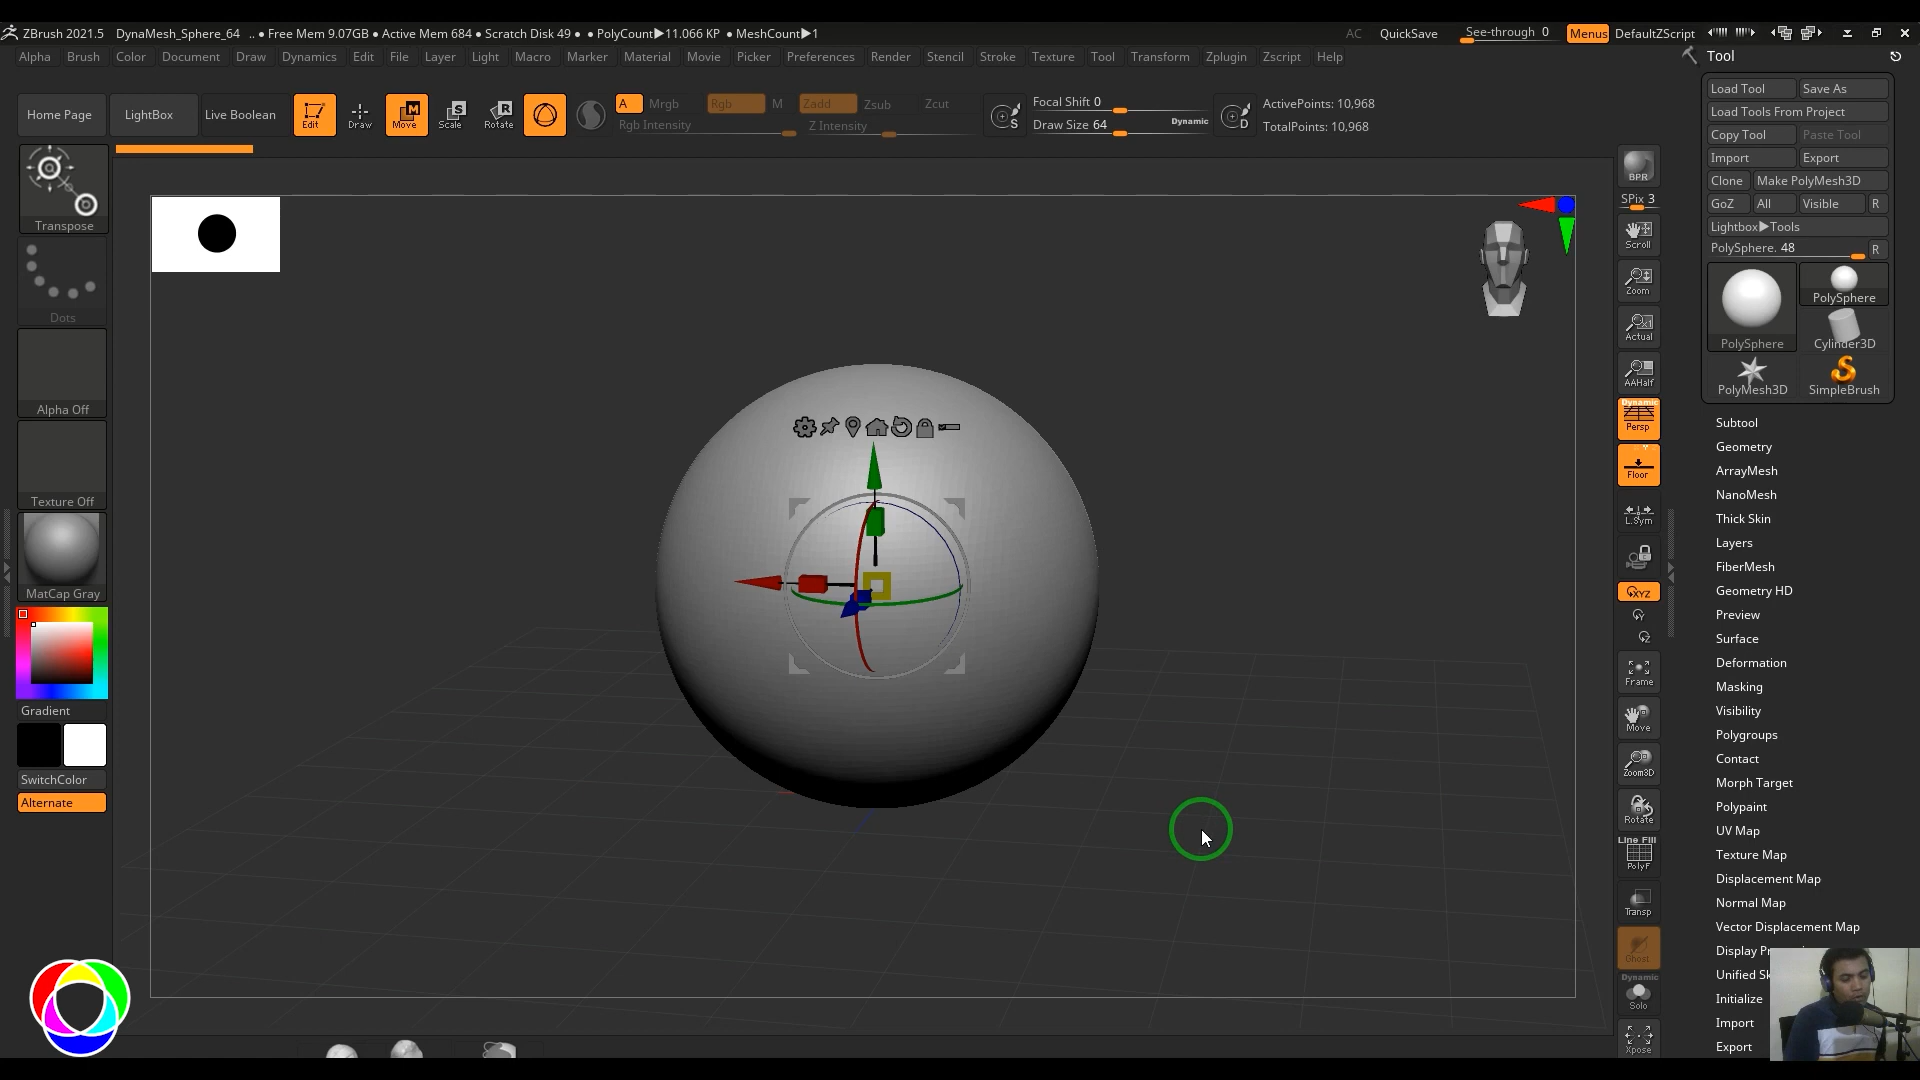 ZBrush 2021.5 DynaMesh_Sphere_64 .. ● Free Mem 9.07GB ● Active Mem 684 ● Scratch Disk 49 ● ● PolyCount▶11.066 KP ● MeshCount▶1 AC QuickSave See-through 0 Menus DefaultZScript
Alpha Brush Color Document Draw Dynamics Edit File Layer Light Macro Marker Material Movie Picker Preferences Render Stencil Stroke Texture Tool Transform Zplugin Zscript Help
Home Page LightBox Live Boolean Edit Draw Move Scale Rotate
A Mrgb Rgb M Zadd Zsub Zcut
Rgb Intensity Z Intensity
S
Focal Shift 0
Draw Size 64 Dynamic
D
ActivePoints: 10,968
TotalPoints: 10,968
Transpose
Dots
Alpha Off
Texture Off
MatCap Gray
Gradient
SwitchColor
Alternate
BPR
SPix 3
Scroll
Zoom
Actual
AAHalf
Dynamic
Persp
Floor
L.Sym
XYZ
Y
Z
Frame
Move
Zoom3D
Rotate
Line Fill
PolyF
Transp
Ghost
Dynamic
Solo
Xpose
Tool
Load Tool Save As
Load Tools From Project
Copy Tool Paste Tool
Import Export
Clone Make PolyMesh3D
GoZ All Visible R
Lightbox▶Tools
PolySphere. 48 R
PolySphere
PolySphere
Cylinder3D
PolyMesh3D
SimpleBrush
Subtool
Geometry
ArrayMesh
NanoMesh
Thick Skin
Layers
FiberMesh
Geometry HD
Preview
Surface
Deformation
Masking
Visibility
Polygroups
Contact
Morph Target
Polypaint
UV Map
Texture Map
Displacement Map
Normal Map
Vector Displacement Map
Display
Unified
Initialize
Import
Export